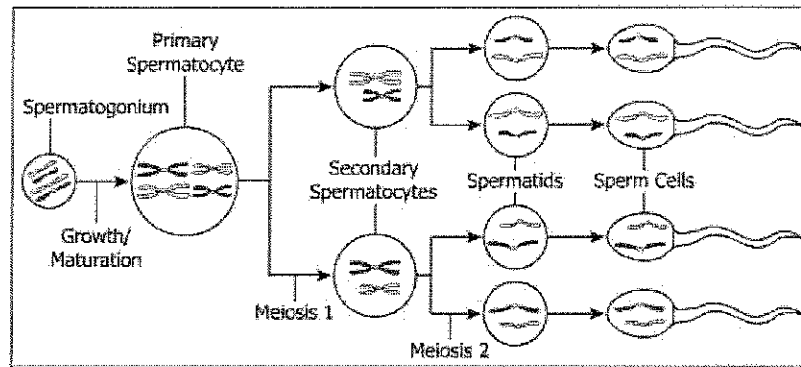 Primary
Spermatocyte
Spermatogonium
Growth/
Maturation
Meiosis 1
Secondary
Spermatocytes
Meiosis 2
Spermatids
Sperm Cells